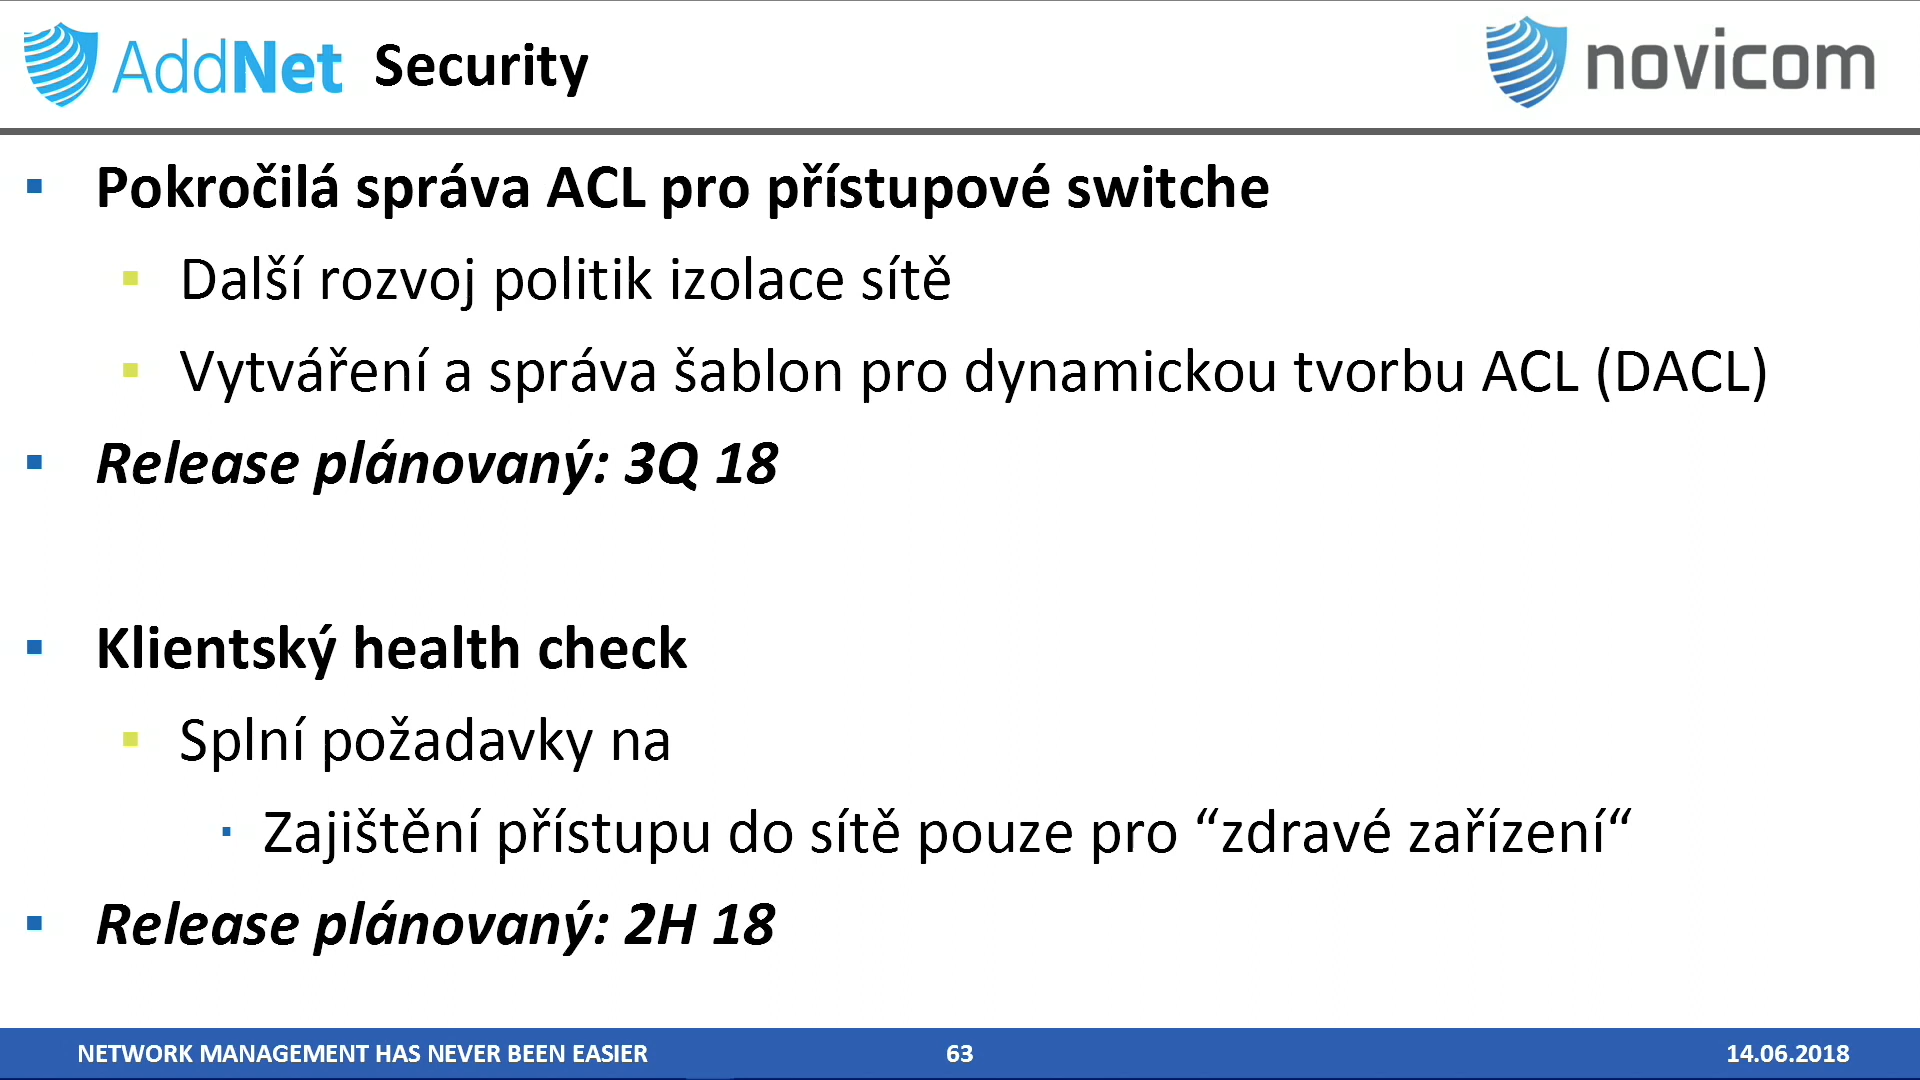 AddNet Security
novicom
Pokročilá správa ACL pro přístupové switche
Další rozvoj politik izolace sítě
Vytváření a správa šablon pro dynamickou tvorbu ACL (DACL)
Release plánovaný: 3Q 18
Klientský health check
Splní požadavky na
Zajištění přístupu do sítě pouze pro “zdravé zařízení“
Release plánovaný: 2H 18
NETWORK MANAGEMENT HAS NEVER BEEN EASIER
63
14.06.2018